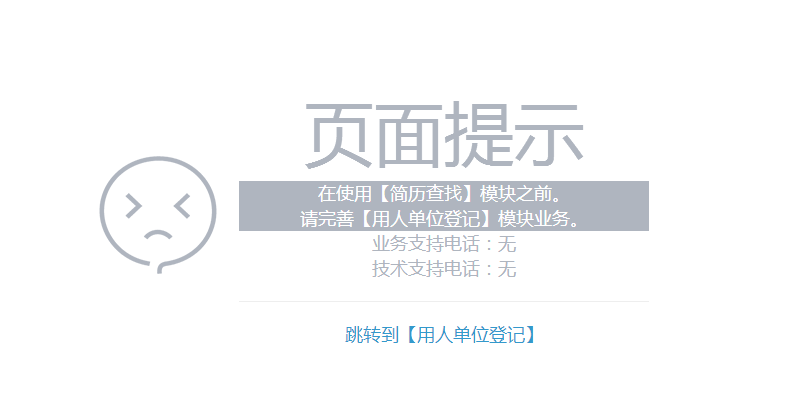 页面提示
在使用【简历查找】模块之前。
请完善【用人单位登记】模块业务。
业务支持电话：无
技术支持电话：无
跳转到【用人单位登记】